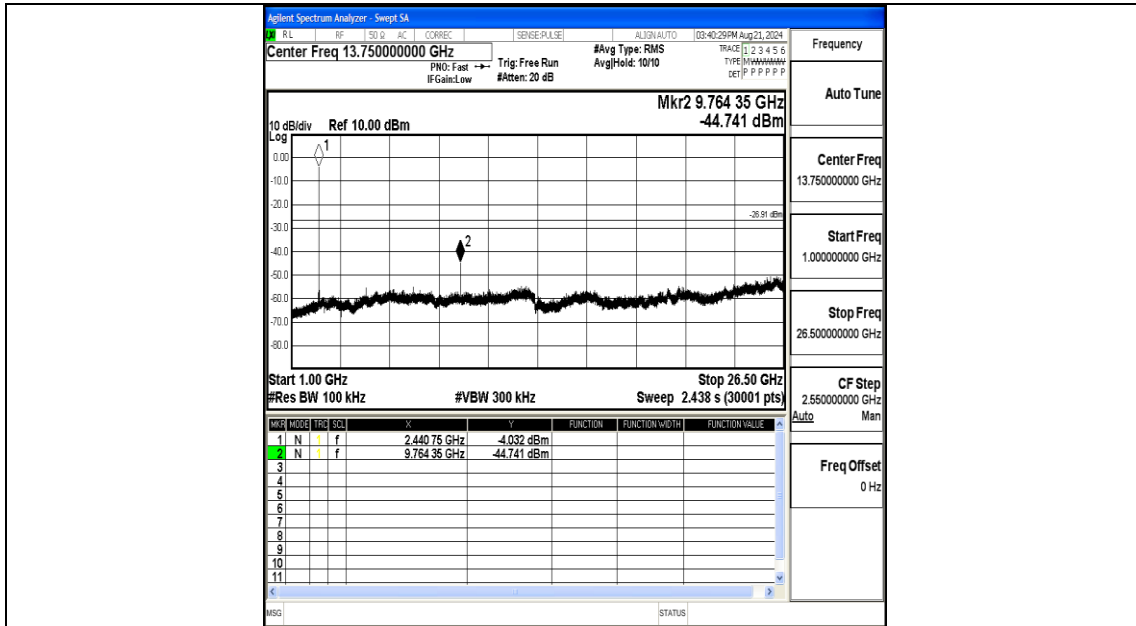 Agilent Spectrum Analyzer - Swept SA
RL RF 50 Ω AC CORREC SENSE:PULSE ALIGN AUTO 03:40:29 PM Aug 21, 2024
Center Freq 13.750000000 GHz
PNO: Fast
IFGain:Low
Trig: Free Run
#Atten: 20 dB
#Avg Type: RMS
Avg|Hold: 10/10
TRACE 1 2 3 4 5 6
TYPE
DET P P P P P P
Mkr2 9.764 35 GHz
-44.741 dBm
10 dB/div Ref 10.00 dBm
Log
0.00
-10.0
-20.0
-30.0
-40.0
-50.0
-60.0
-70.0
-80.0
1
2
-26.91 dBm
Start 1.00 GHz Stop 26.50 GHz
#Res BW 100 kHz #VBW 300 kHz Sweep 2.438 s (30001 pts)
MKR MODE TRC SCL X Y FUNCTION FUNCTION WIDTH FUNCTION VALUE
1 N 1 f 2.440 75 GHz -4.032 dBm
2 N 1 f 9.764 35 GHz -44.741 dBm
3
4
5
6
7
8
9
10
11
MSG STATUS
Frequency
Auto Tune
Center Freq
13.750000000 GHz
Start Freq
1.000000000 GHz
Stop Freq
26.500000000 GHz
CF Step
2.550000000 GHz
Auto Man
Freq Offset
0 Hz